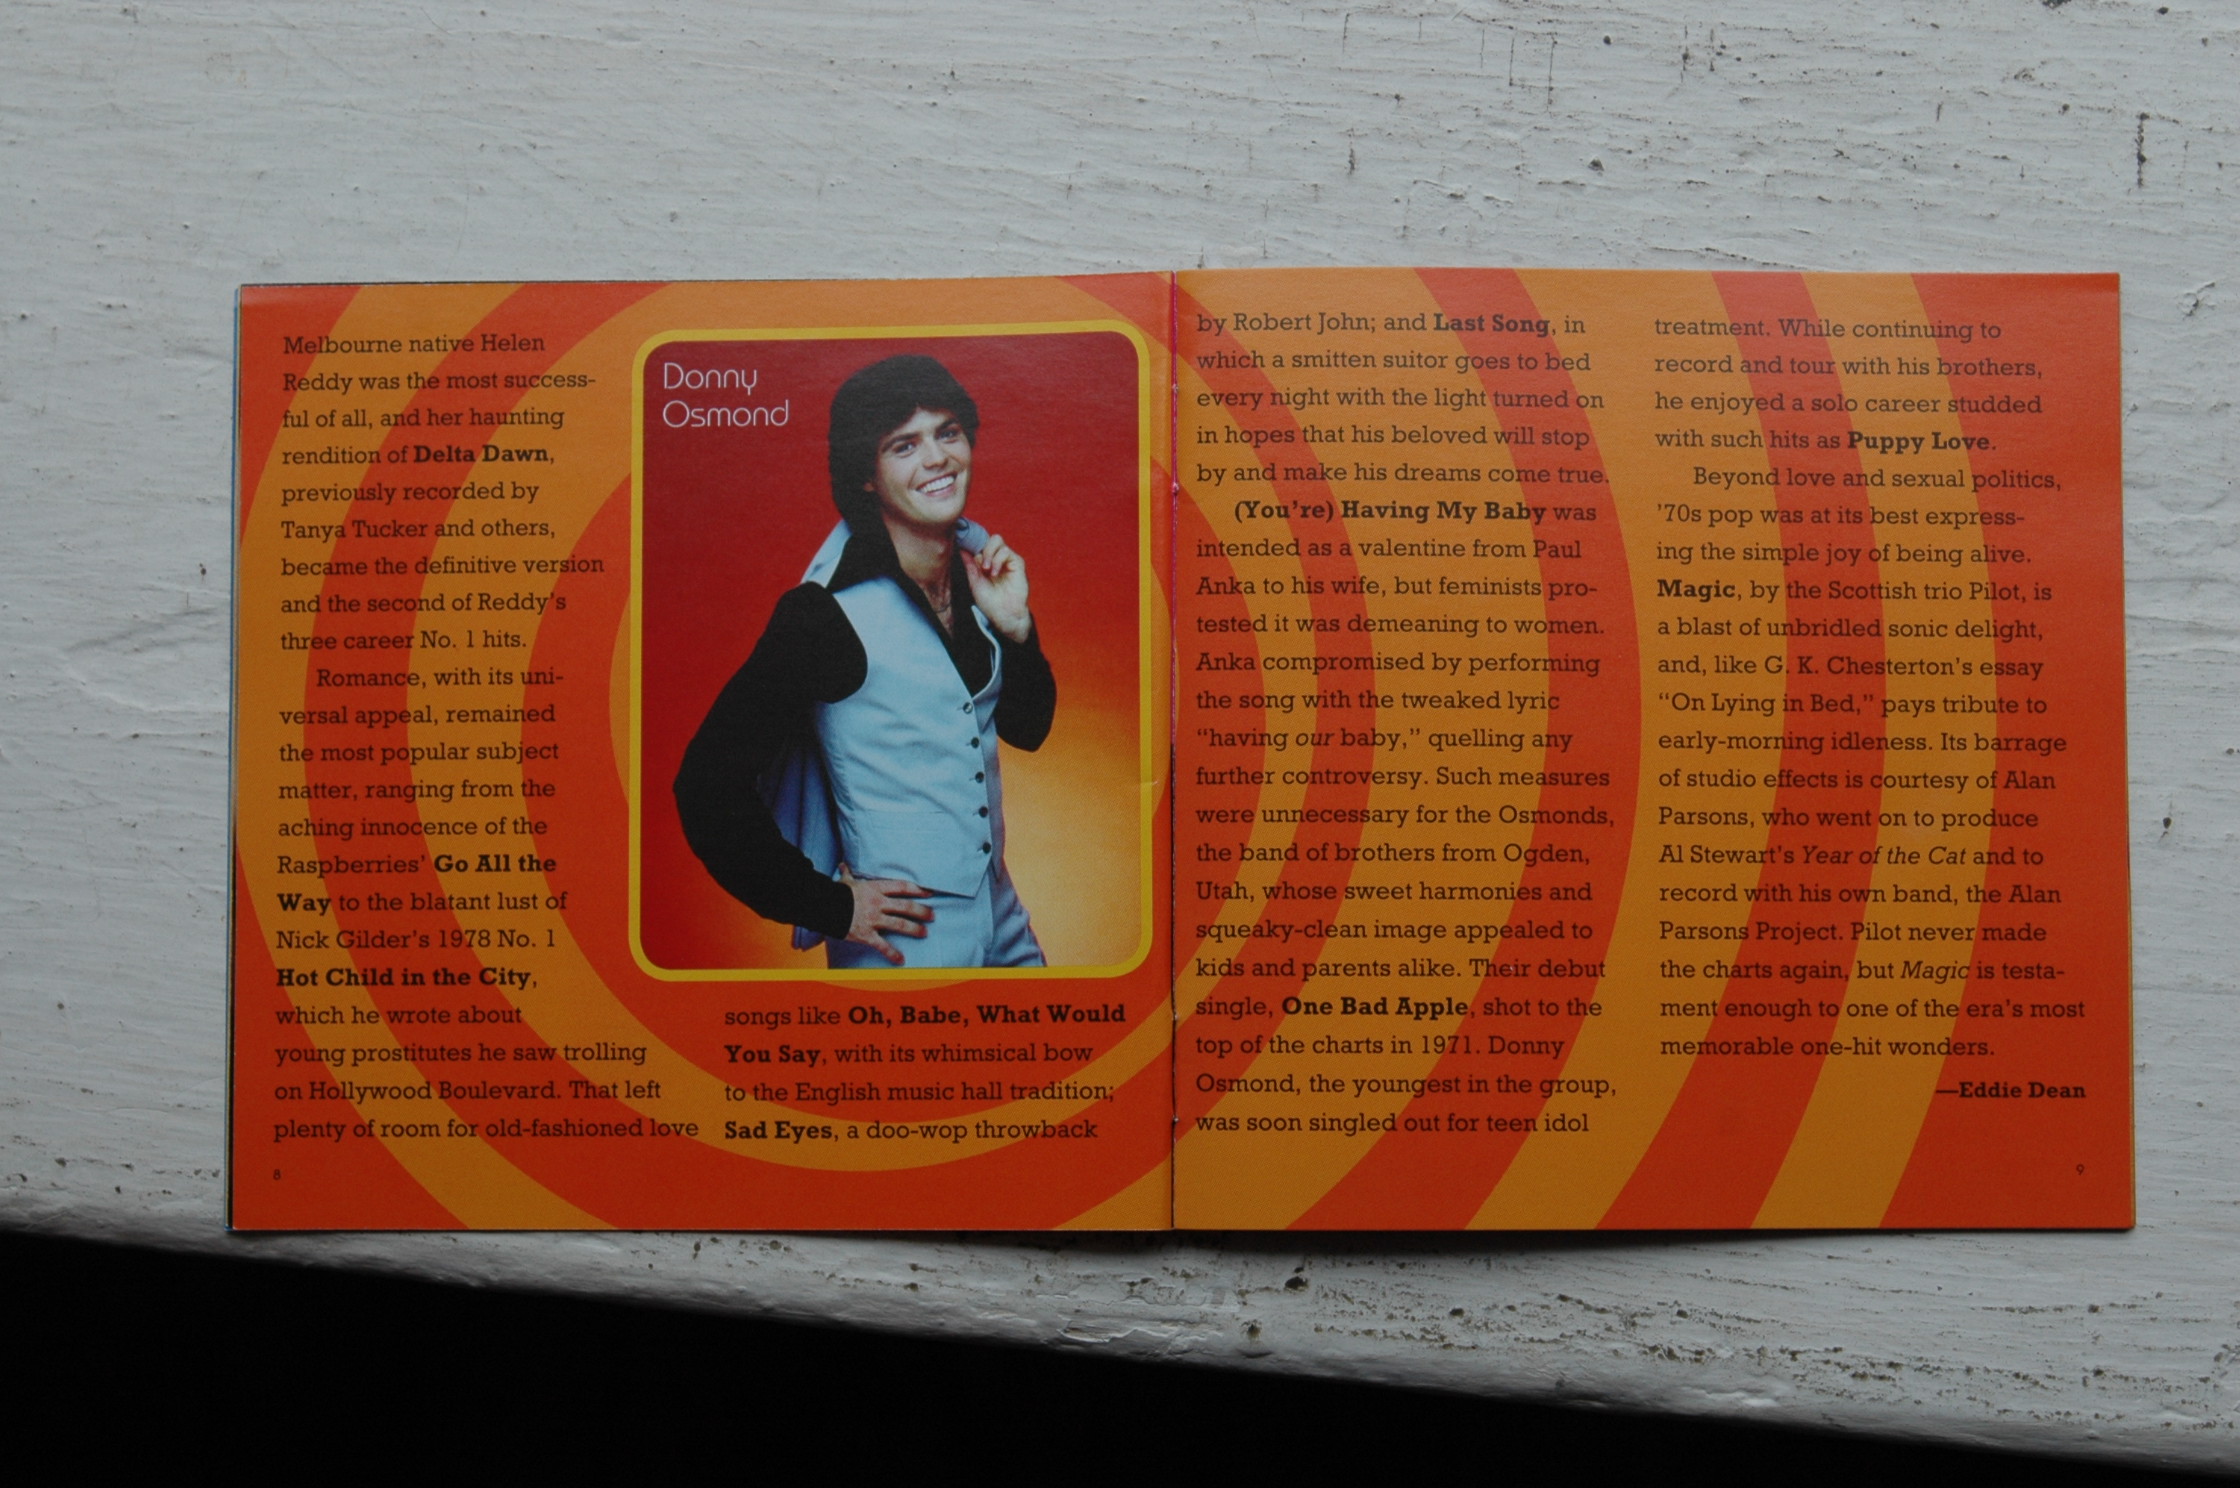 Melbourne native Helen
Reddy was the most success-
ful of all, and her haunting
rendition of Delta Dawn,
previously recorded by
Tanya Tucker and others,
became the definitive version
and the second of Reddy's
three career No. 1 hits.
Romance, with its uni-
versal appeal, remained
the most popular subject
matter, ranging from the
aching innocence of the
Raspberries' Go All the
Way to the blatant lust of
Nick Gilder's 1978 No. 1
Hot Child in the City,
which he wrote about
young prostitutes he saw trolling
on Hollywood Boulevard. That left
plenty of room for old-fashioned love
8
Donny
Osmond
songs like Oh, Babe, What Would
You Say, with its whimsical bow
to the English music hall tradition;
Sad Eyes, a doo-wop throwback
by Robert John; and Last Song, in
which a smitten suitor goes to bed
every night with the light turned on
in hopes that his beloved will stop
by and make his dreams come true.
(You're) Having My Baby was
intended as a valentine from Paul
Anka to his wife, but feminists pro-
tested it was demeaning to women.
Anka compromised by performing
the song with the tweaked lyric
"having our baby," quelling any
further controversy. Such measures
were unnecessary for the Osmonds,
the band of brothers from Ogden,
Utah, whose sweet harmonies and
squeaky-clean image appealed to
kids and parents alike. Their debut
single, One Bad Apple, shot to the
top of the charts in 1971. Donny
Osmond, the youngest in the group,
was soon singled out for teen idol
treatment. While continuing to
record and tour with his brothers,
he enjoyed a solo career studded
with such hits as Puppy Love.
Beyond love and sexual politics,
'70s pop was at its best express-
ing the simple joy of being alive.
Magic, by the Scottish trio Pilot, is
a blast of unbridled sonic delight,
and, like G. K. Chesterton's essay
"On Lying in Bed," pays tribute to
early-morning idleness. Its barrage
of studio effects is courtesy of Alan
Parsons, who went on to produce
Al Stewart's Year of the Cat and to
record with his own band, the Alan
Parsons Project. Pilot never made
the charts again, but Magic is testa-
ment enough to one of the era's most
memorable one-hit wonders.
—Eddie Dean
9